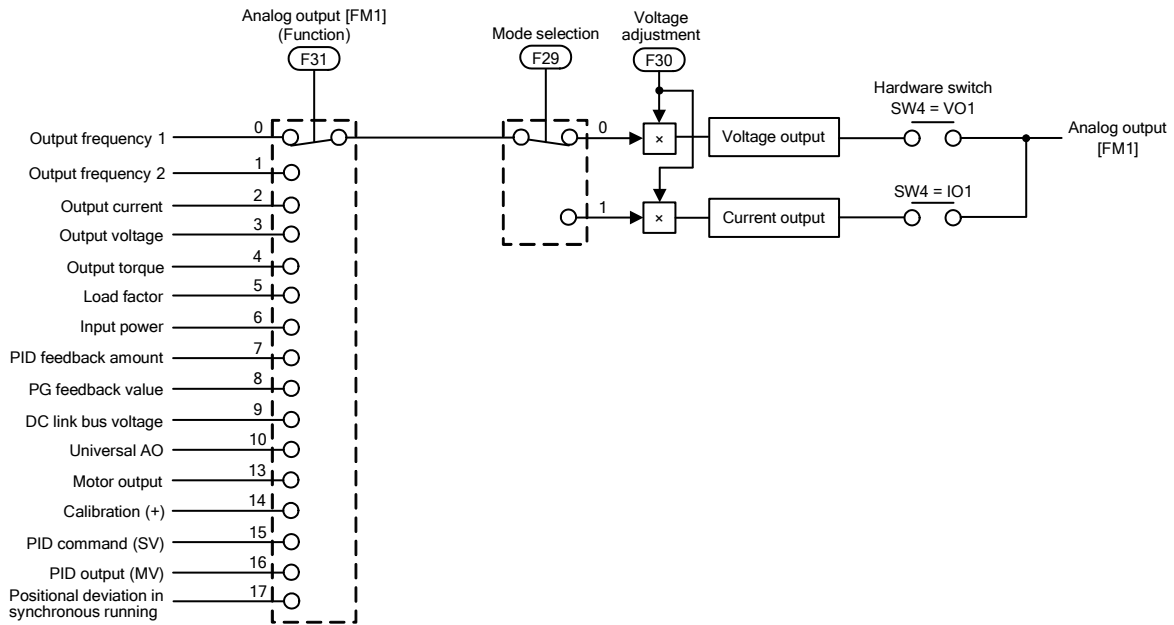 Analog output [FM1]
(Function)
F31
Mode selection
F29
Voltage
adjustment
F30
Hardware switch
SW4 = VO1
Output frequency 1
0
0
×
Voltage output
Analog output
[FM1]
Output frequency 2
1
Output current
2
1
×
Current output
SW4 = IO1
Output voltage
3
Output torque
4
Load factor
5
Input power
6
PID feedback amount
7
PG feedback value
8
DC link bus voltage
9
Universal AO
10
Motor output
13
Calibration (+)
14
PID command (SV)
15
PID output (MV)
16
Positional deviation in
synchronous running
17